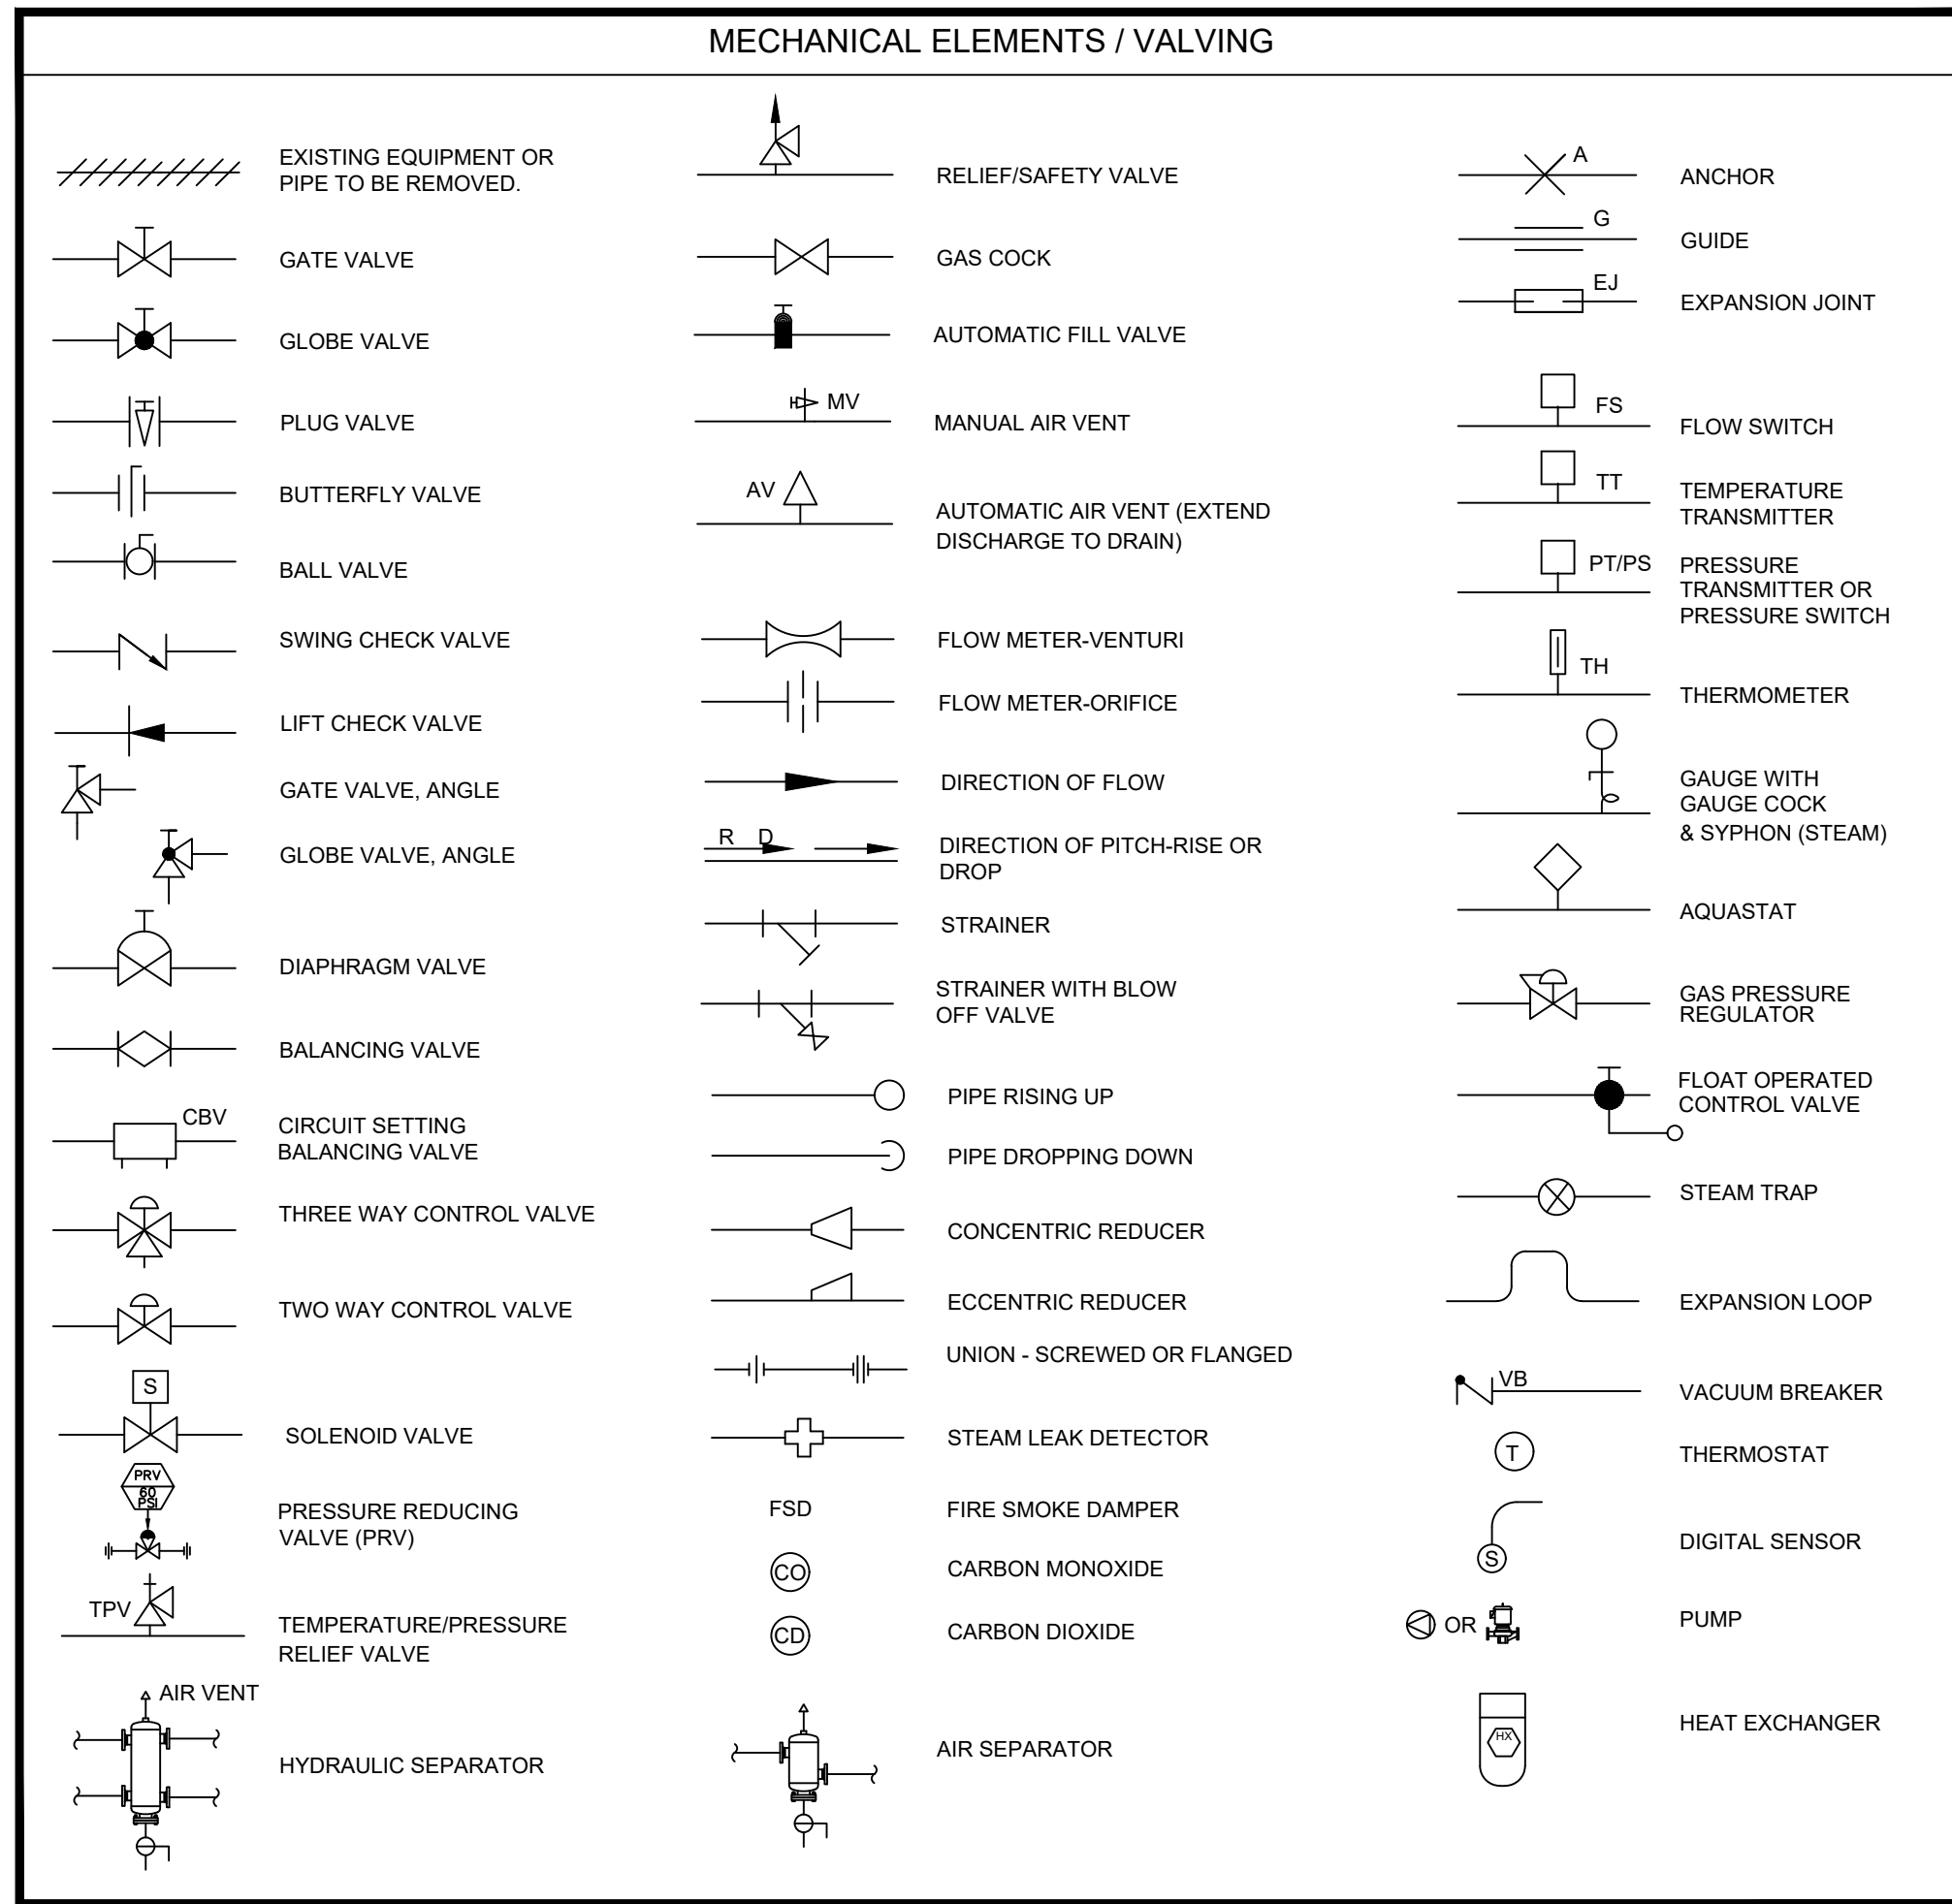 MECHANICAL ELEMENTS / VALVING
EXISTING EQUIPMENT OR
PIPE TO BE REMOVED.
GATE VALVE
GLOBE VALVE
PLUG VALVE
BUTTERFLY VALVE
BALL VALVE
SWING CHECK VALVE
LIFT CHECK VALVE
GATE VALVE, ANGLE
GLOBE VALVE, ANGLE
DIAPHRAGM VALVE
BALANCING VALVE
CBV
CIRCUIT SETTING
BALANCING VALVE
THREE WAY CONTROL VALVE
TWO WAY CONTROL VALVE
S
SOLENOID VALVE
PRV
60
PSI
PRESSURE REDUCING
VALVE (PRV)
TPV
TEMPERATURE/PRESSURE
RELIEF VALVE
AIR VENT
HYDRAULIC SEPARATOR
RELIEF/SAFETY VALVE
GAS COCK
AUTOMATIC FILL VALVE
MV
MANUAL AIR VENT
AV
AUTOMATIC AIR VENT (EXTEND
DISCHARGE TO DRAIN)
FLOW METER-VENTURI
FLOW METER-ORIFICE
DIRECTION OF FLOW
R D
DIRECTION OF PITCH-RISE OR
DROP
STRAINER
STRAINER WITH BLOW
OFF VALVE
PIPE RISING UP
PIPE DROPPING DOWN
CONCENTRIC REDUCER
ECCENTRIC REDUCER
UNION - SCREWED OR FLANGED
STEAM LEAK DETECTOR
FSD
FIRE SMOKE DAMPER
CO
CARBON MONOXIDE
CD
CARBON DIOXIDE
AIR SEPARATOR
A
ANCHOR
G
GUIDE
EJ
EXPANSION JOINT
FS
FLOW SWITCH
TT
TEMPERATURE
TRANSMITTER
PT/PS
PRESSURE
TRANSMITTER OR
PRESSURE SWITCH
TH
THERMOMETER
GAUGE WITH
GAUGE COCK
& SYPHON (STEAM)
AQUASTAT
GAS PRESSURE
REGULATOR
FLOAT OPERATED
CONTROL VALVE
STEAM TRAP
EXPANSION LOOP
VB
VACUUM BREAKER
T
THERMOSTAT
S
DIGITAL SENSOR
OR
PUMP
HX
HEAT EXCHANGER